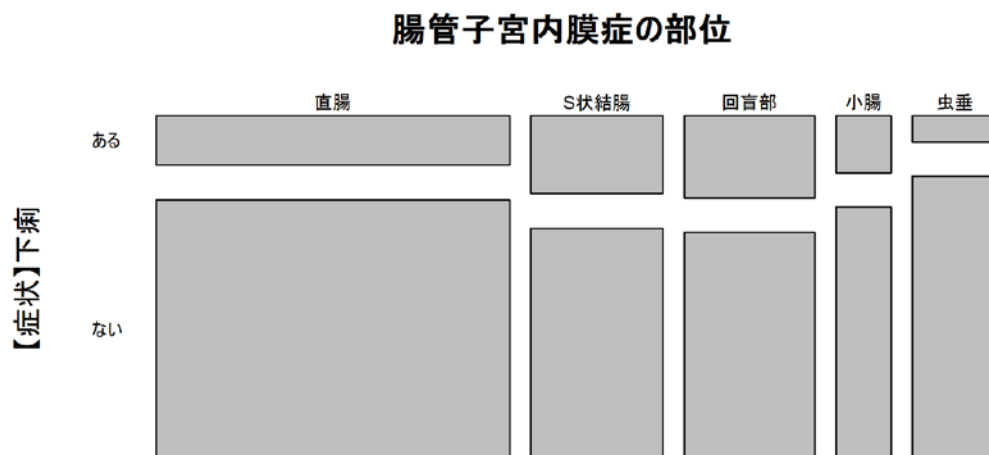 腸管子宮内膜症の部位
直腸
S状結腸
回盲部
小腸
虫垂
ある
【症状】下痢
ない